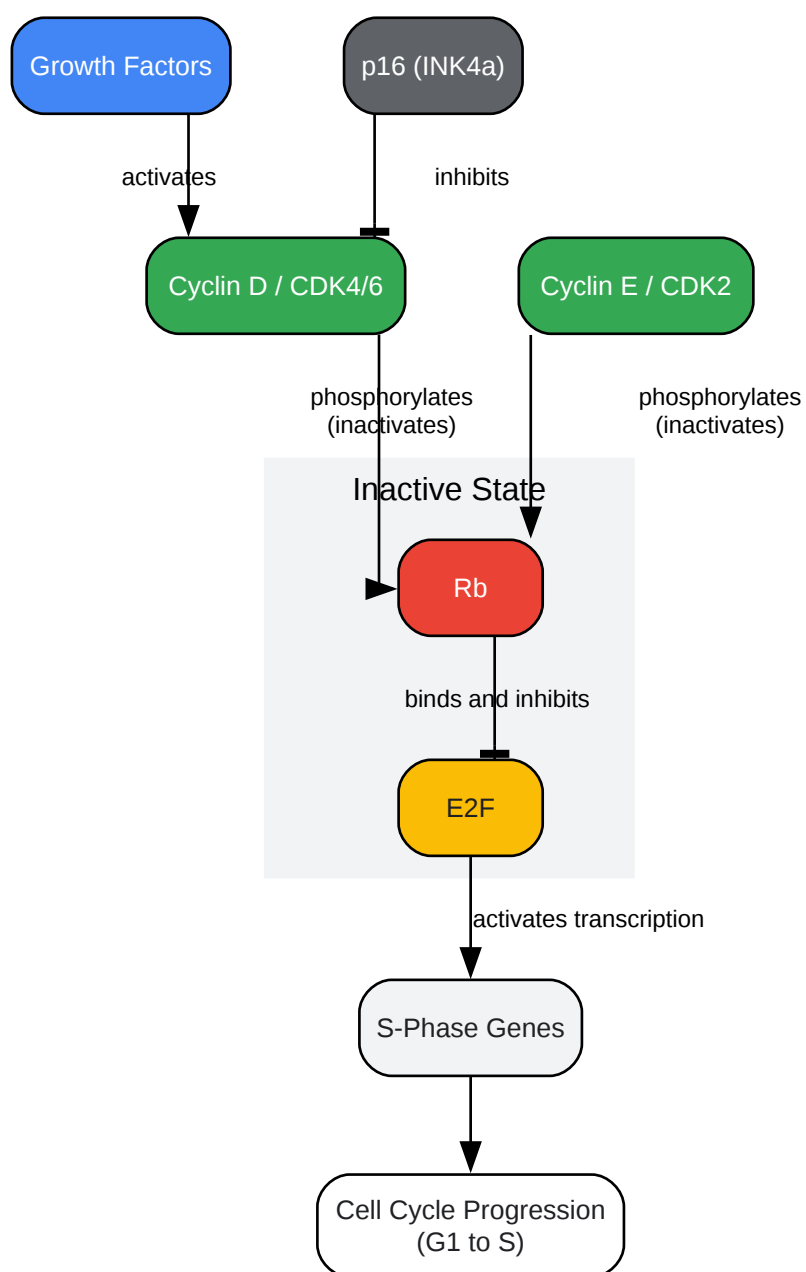 Growth Factors
p16 (INK4a)
activates
inhibits
Cyclin D / CDK4/6
Cyclin E / CDK2
phosphorylates
(inactivates)
phosphorylates
(inactivates)
Inactive State
Rb
binds and inhibits
E2F
activates transcription
S-Phase Genes
Cell Cycle Progression
(G1 to S)